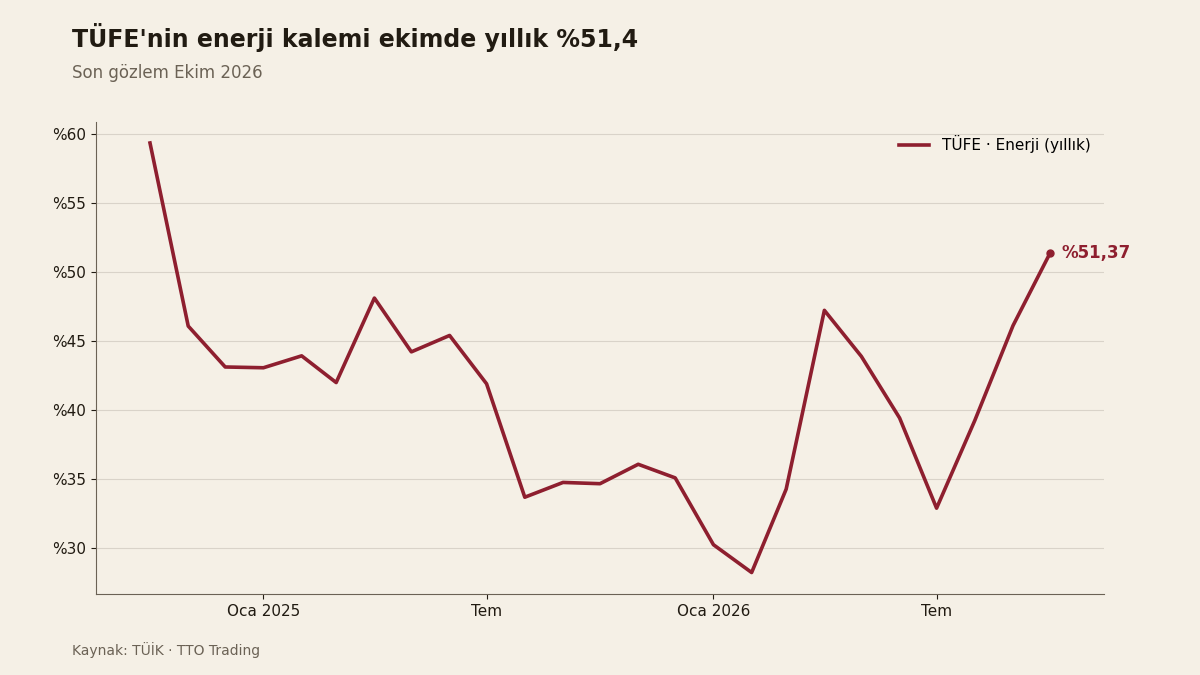 TÜFE'nin enerji kalemi ekimde yıllık %51,4
Son gözlem Ekim 2026
%60
%55
%50
%45
%40
%35
%30
TÜFE · Enerji (yıllık)
%51,37
Oca 2025
Tem
Oca 2026
Tem
Kaynak: TÜİK · TTO Trading